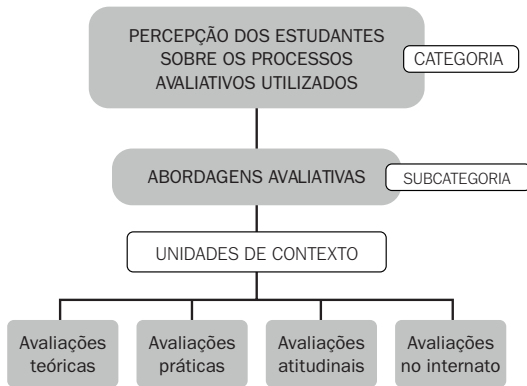 PERCEPÇÃO DOS ESTUDANTES
SOBRE OS PROCESSOS
AVALIATIVOS UTILIZADOS
CATEGORIA
ABORDAGENS AVALIATIVAS
SUBCATEGORIA
UNIDADES DE CONTEXTO
Avaliações
teóricas
Avaliações
práticas
Avaliações
atitudinais
Avaliações
no internato